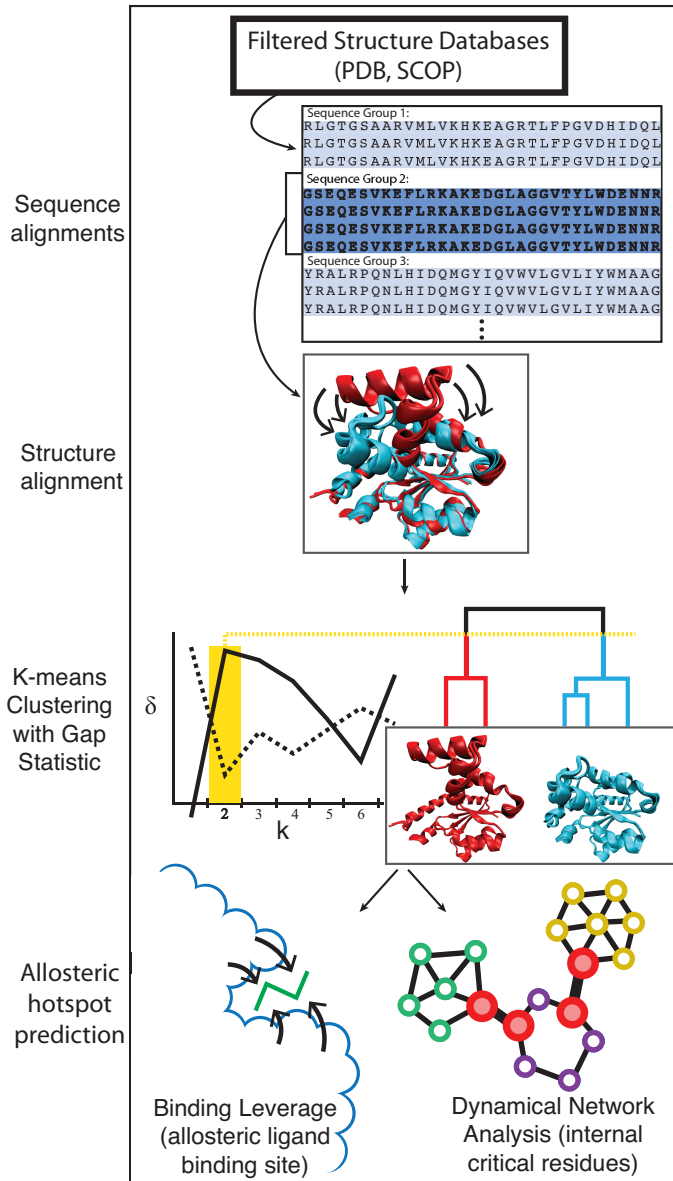 Filtered Structure Databases
(PDB, SCOP)
Sequence Group 1:
RLGTGSAARVMLVKHKEAGRTLFPGVDHIDQL
RLGTGSAARVMLVKHKEAGRTLFPGVDHIDQL
RLGTGSAARVMLVKHKEAGRTLFPGVDHIDQL
Sequence Group 2:
GSEQESVKEFLRKAKEDGLAGGVTYLWDENNR
GSEQESVKEFLRKAKEDGLAGGVTYLWDENNR
GSEQESVKEFLRKAKEDGLAGGVTYLWDENNR
GSEQESVKEFLRKAKEDGLAGGVTYLWDENNR
Sequence Group 3:
YRALRPQNLHIDQMGYIQVWVLGVLIYWMAAG
YRALRPQNLHIDQMGYIQVWVLGVLIYWMAAG
YRALRPQNLHIDQMGYIQVWVLGVLIYWMAAG
Sequence
alignments
Structure
alignment
K-means
Clustering
with Gap
Statistic
δ
2 3 4 5 6
k
Allosteric
hotspot
prediction
Binding Leverage
(allosteric ligand
binding site)
Dynamical Network
Analysis (internal
critical residues)